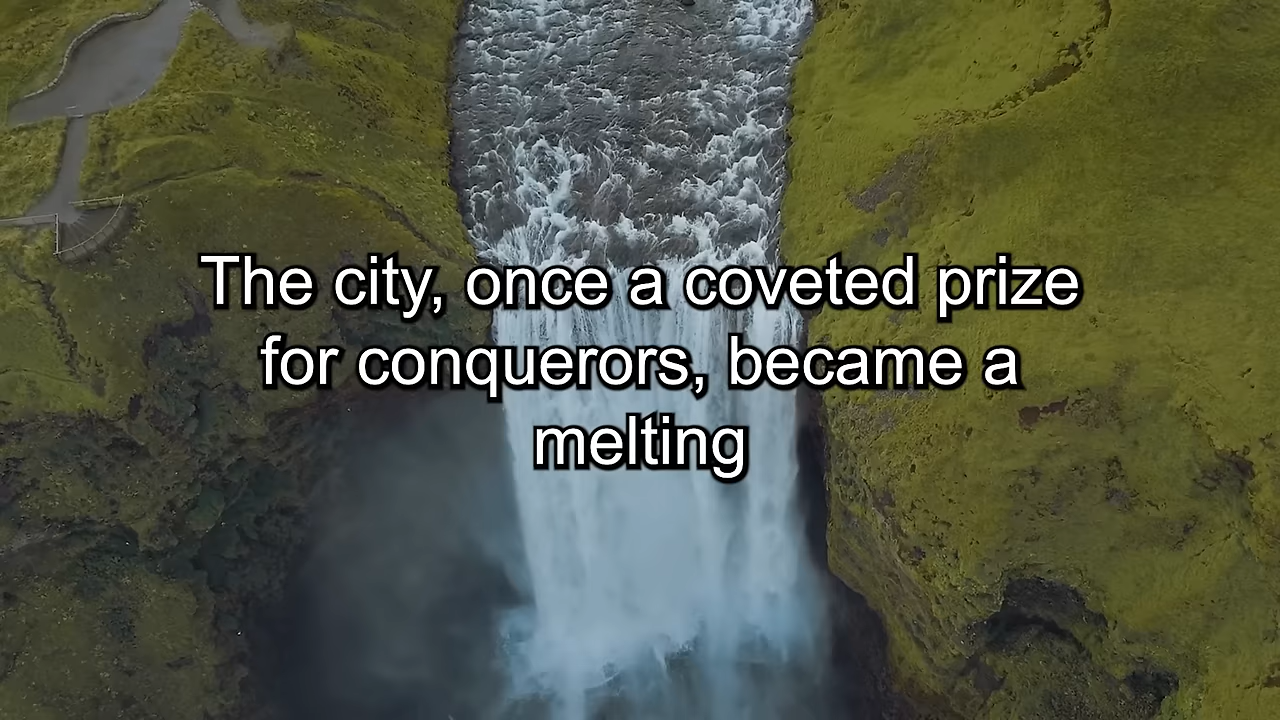 The city, once a coveted prize
for conquerors, became a
melting